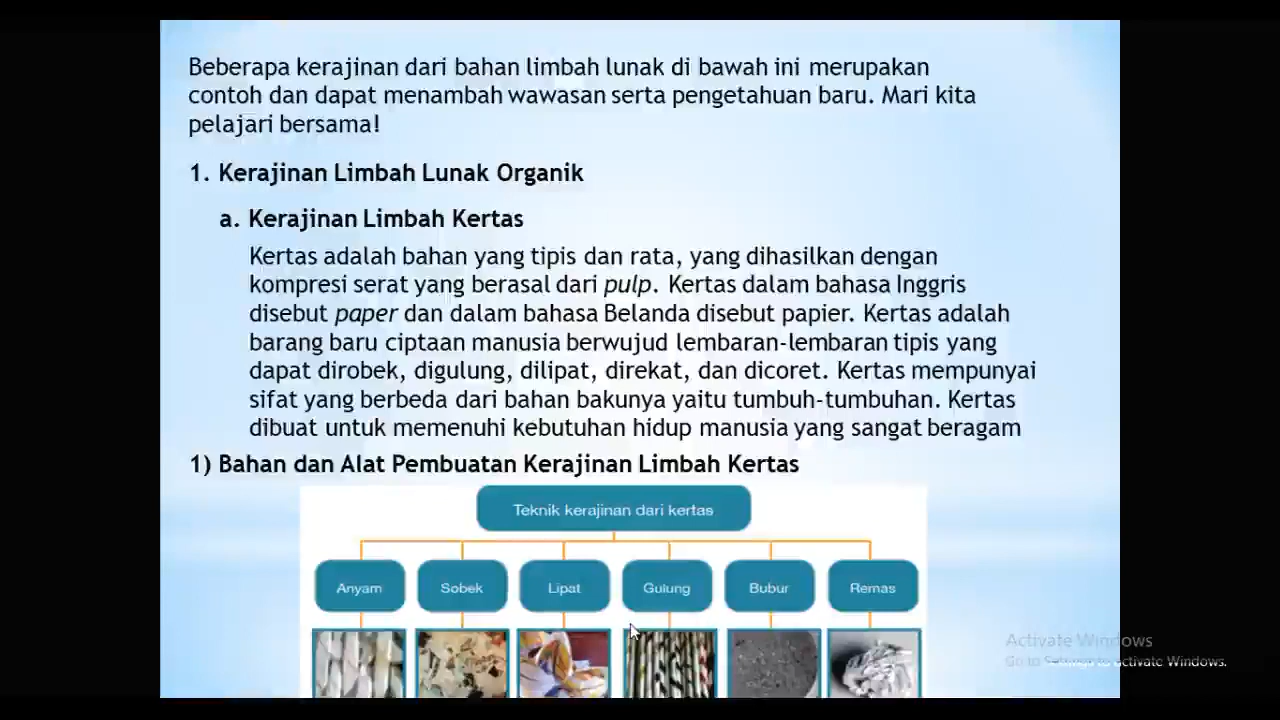 Beberapa kerajinan dari bahan limbah lunak di bawah ini merupakan
contoh dan dapat menambah wawasan serta pengetahuan baru. Mari kita
pelajari bersama!
1. Kerajinan Limbah Lunak Organik
a. Kerajinan Limbah Kertas
Kertas adalah bahan yang tipis dan rata, yang dihasilkan dengan
kompresi serat yang berasal dari pulp. Kertas dalam bahasa Inggris
disebut paper dan dalam bahasa Belanda disebut papier. Kertas adalah
barang baru ciptaan manusia berwujud lembaran-lembaran tipis yang
dapat dirobek, digulung, dilipat, direkat, dan dicoret. Kertas mempunyai
sifat yang berbeda dari bahan bakunya yaitu tumbuh-tumbuhan. Kertas
dibuat untuk memenuhi kebutuhan hidup manusia yang sangat beragam
1) Bahan dan Alat Pembuatan Kerajinan Limbah Kertas
Teknik kerajinan dari kertas
Anyam Sobek Lipat Gulung Bubur Remas
Activate Windows
Go to Settings to activate Windows.